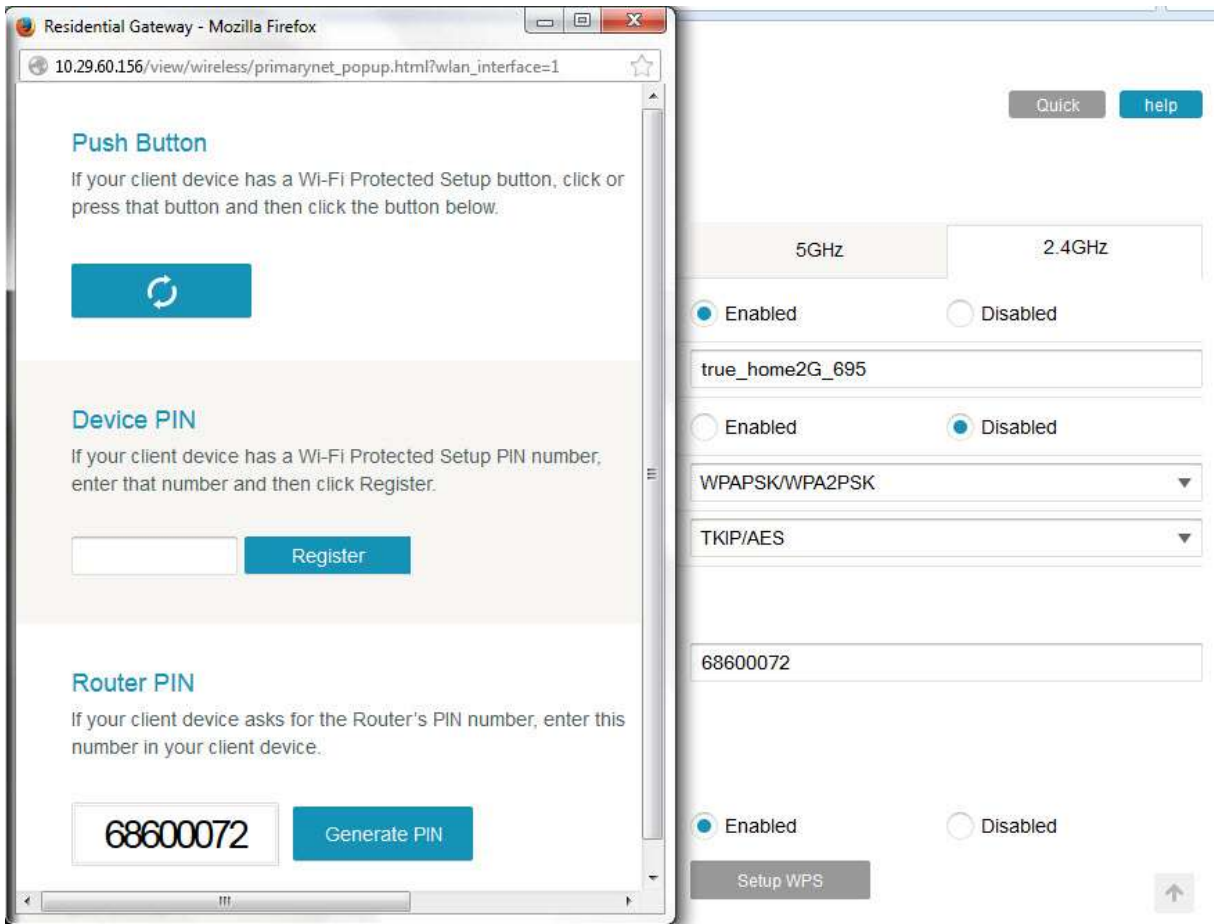 Residential Gateway - Mozilla Firefox
10.29.60.156/view/wireless/primarynet_popup.html?wlan_interface=1
Push Button
If your client device has a Wi-Fi Protected Setup button, click or
press that button and then click the button below.
Device PIN
If your client device has a Wi-Fi Protected Setup PIN number,
enter that number and then click Register.
Register
Router PIN
If your client device asks for the Router's PIN number, enter this
number in your client device.
68600072
Generate PIN
Quick
help
5GHz
2.4GHz
Enabled
Disabled
true_home2G_695
Enabled
Disabled
WPAPSK/WPA2PSK
TKIP/AES
68600072
Enabled
Disabled
Setup WPS